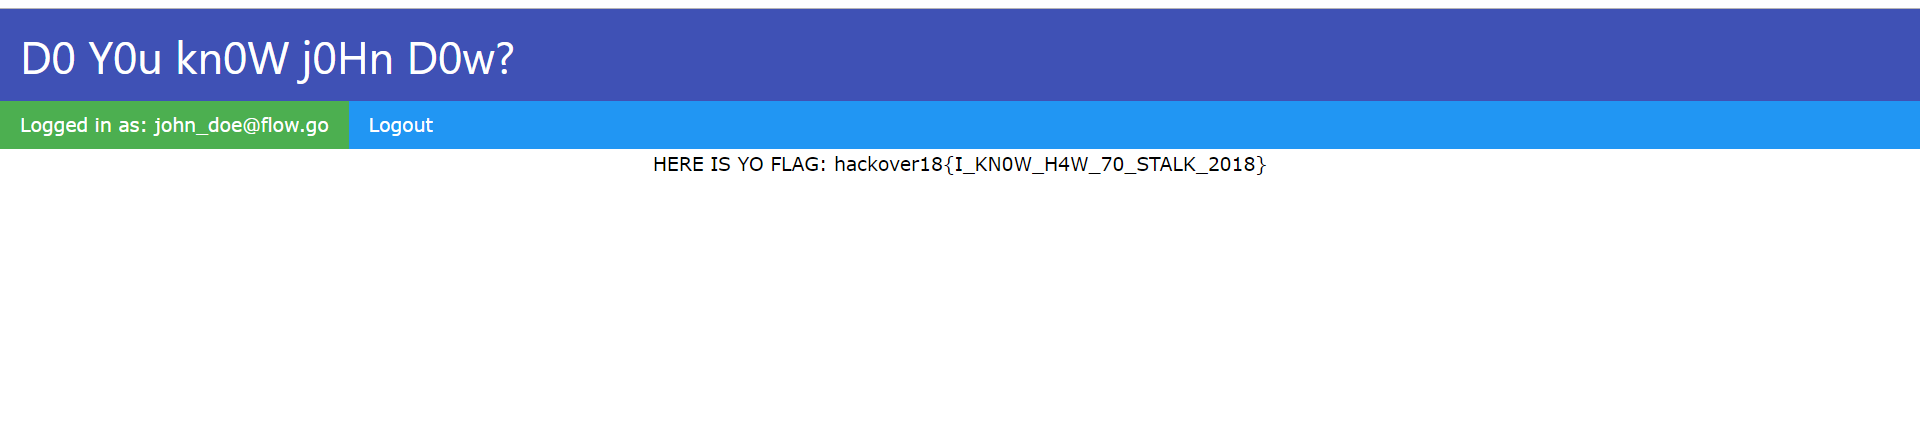 D0 Y0u kn0W j0Hn D0w?
Logged in as: john_doe@flow.go Logout
HERE IS YO FLAG: hackover18{I_KN0W_H4W_70_STALK_2018}